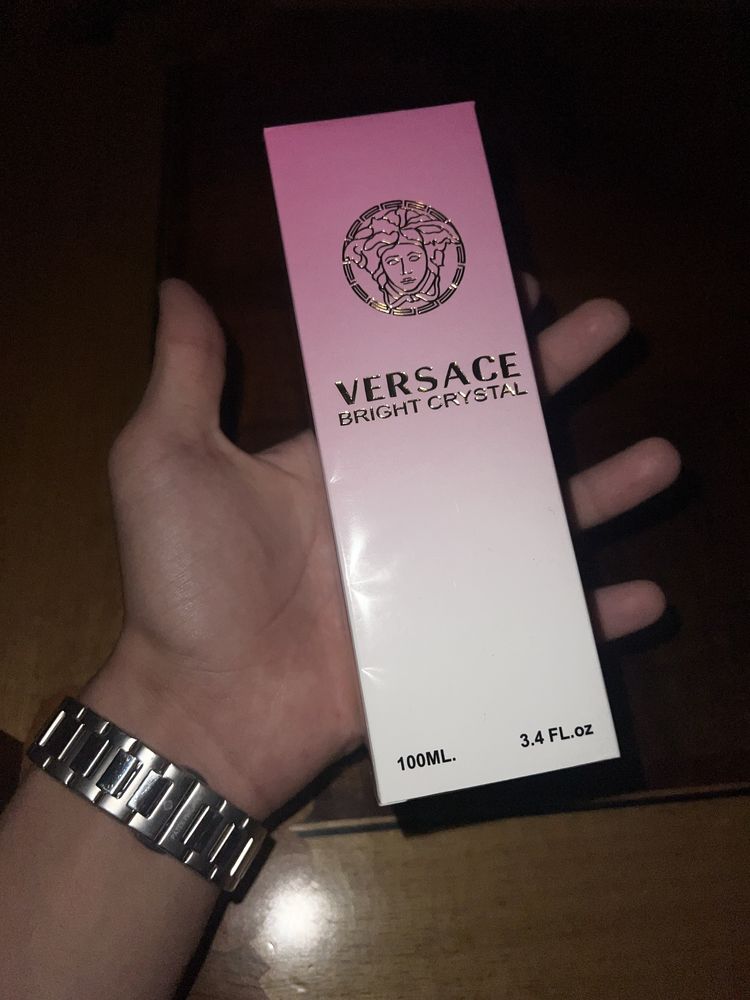 VERSACE
BRIGHT CRYSTAL
100ML. 3.4 FL.oz